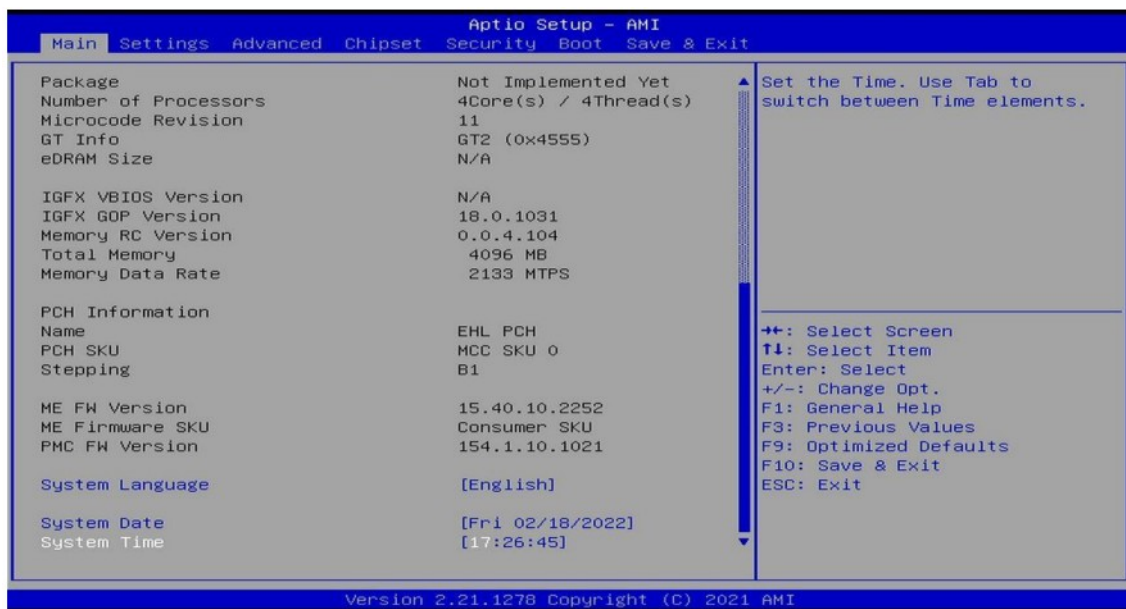 Aptio Setup - AMI
Main Settings Advanced Chipset Security Boot Save & Exit
Package Not Implemented Yet
Number of Processors 4Core(s) / 4Thread(s)
Microcode Revision 11
GT Info GT2 (0x4555)
eDRAM Size N/A
IGFX VBIOS Version N/A
IGFX GOP Version 18.0.1031
Memory RC Version 0.0.4.104
Total Memory 4096 MB
Memory Data Rate 2133 MTPS
PCH Information
Name EHL PCH
PCH SKU MCC SKU 0
Stepping B1
ME FW Version 15.40.10.2252
ME Firmware SKU Consumer SKU
PMC FW Version 154.1.10.1021
System Language [English]
System Date [Fri 02/18/2022]
System Time [17:26:45]
Set the Time. Use Tab to
switch between Time elements.
→←: Select Screen
↑↓: Select Item
Enter: Select
+/-: Change Opt.
F1: General Help
F3: Previous Values
F9: Optimized Defaults
F10: Save & Exit
ESC: Exit
Version 2.21.1278 Copyright (C) 2021 AMI